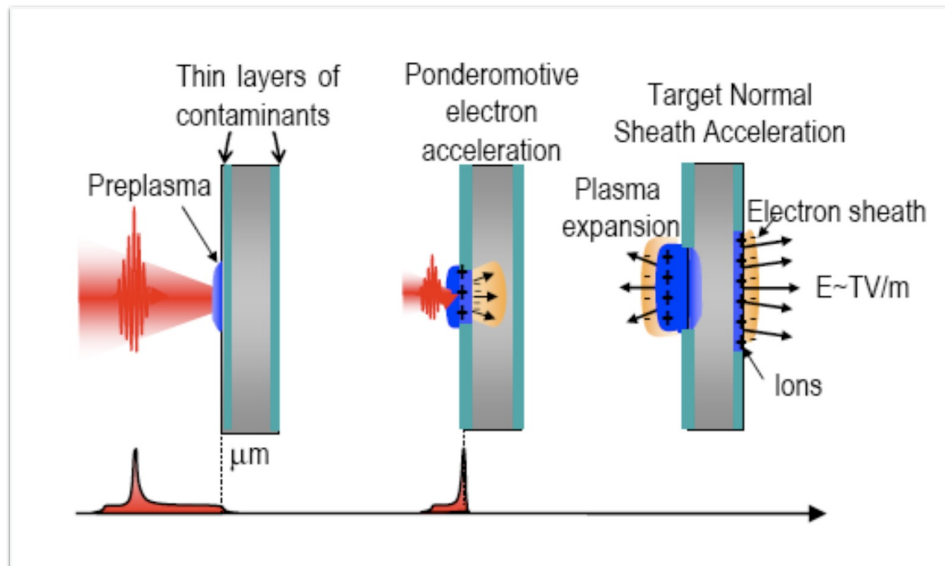 Thin layers of
contaminants
Preplasma
μm
Ponderomotive
electron
acceleration
Target Normal
Sheath Acceleration
Plasma
expansion
Electron sheath
E~TV/m
Ions